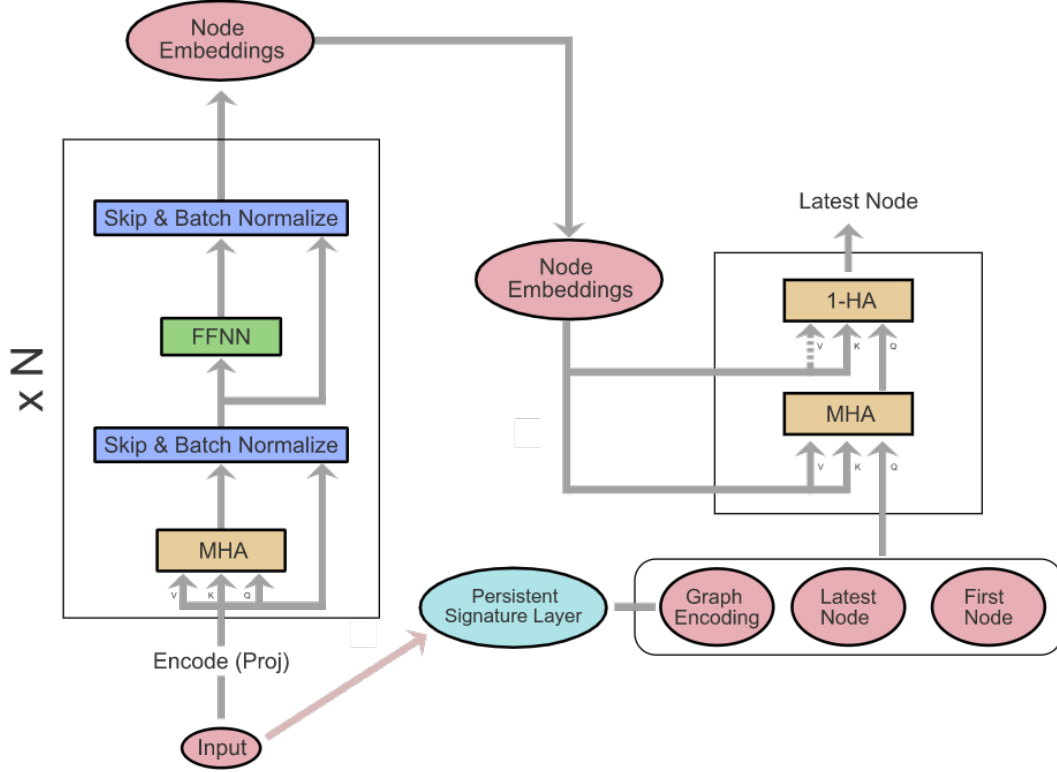 Node
Embeddings
Skip & Batch Normalize
FFNN
x N
Skip & Batch Normalize
MHA
V
K
Q
Encode (Proj)
Input
Node
Embeddings
Latest Node
1-HA
V
K
Q
MHA
V
K
Q
Persistent
Signature Layer
Graph
Encoding
Latest
Node
First
Node